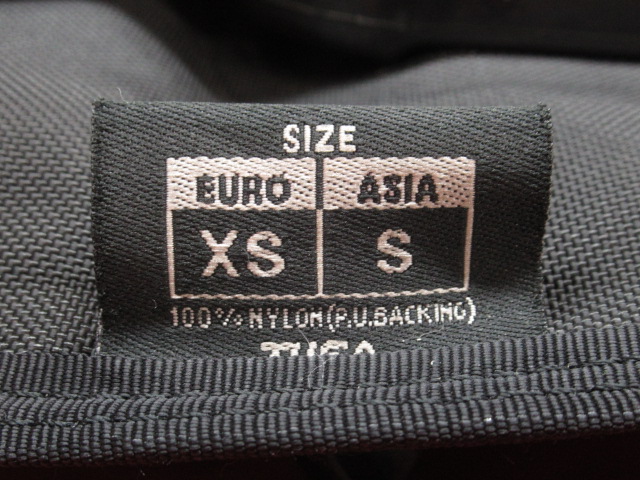 SIZE
EURO ASIA
XS S
100% NYLON(P.U.BACKING)